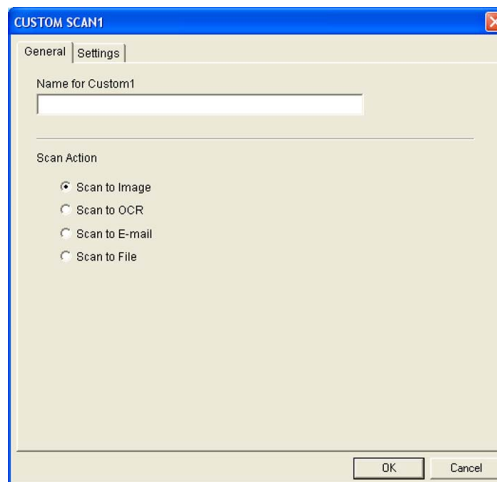 CUSTOM SCAN1
General Settings
Name for Custom1
Scan Action
Scan to Image
Scan to OCR
Scan to E-mail
Scan to File
OK Cancel